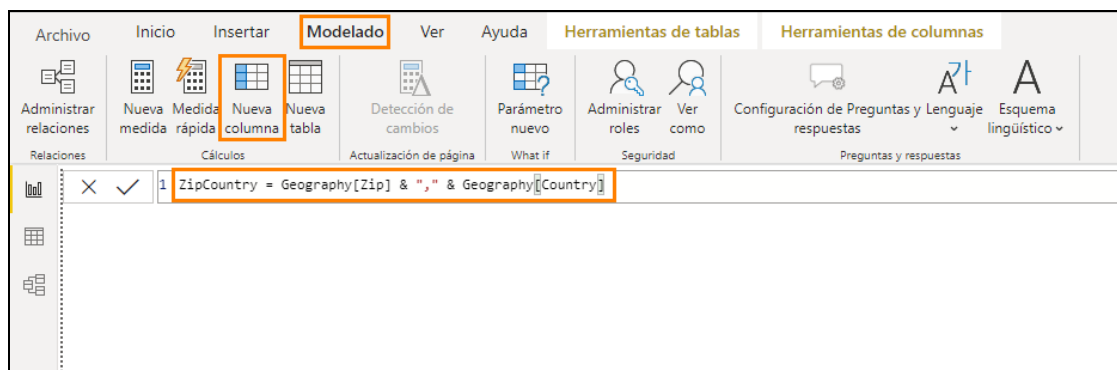 Archivo Inicio Insertar Modelado Ver Ayuda Herramientas de tablas Herramientas de columnas
Administrar relaciones
Nueva medida
Medida rápida
Nueva columna
Nueva tabla
Detección de cambios
Parámetro nuevo
Administrar roles
Ver como
Configuración de Preguntas y respuestas
Lenguaje
Esquema lingüístico
Relaciones Cálculos Actualización de página What if Seguridad Preguntas y respuestas
1 ZipCountry = Geography[Zip] & "," & Geography[Country]